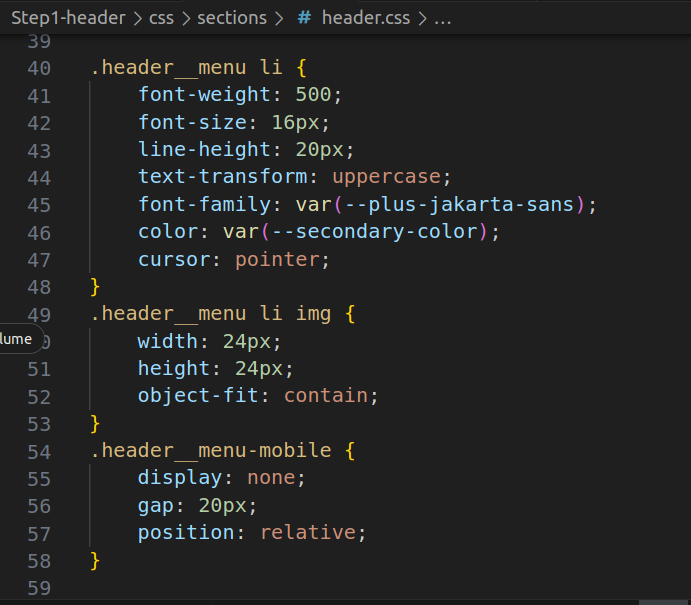 Step1-header > css > sections > # header.css > ...
39
40 .header__menu li {
41 font-weight: 500;
42 font-size: 16px;
43 line-height: 20px;
44 text-transform: uppercase;
45 font-family: var(--plus-jakarta-sans);
46 color: var(--secondary-color);
47 cursor: pointer;
48 }
49 .header__menu li img {
lume 0 width: 24px;
51 height: 24px;
52 object-fit: contain;
53 }
54 .header__menu-mobile {
55 display: none;
56 gap: 20px;
57 position: relative;
58 }
59